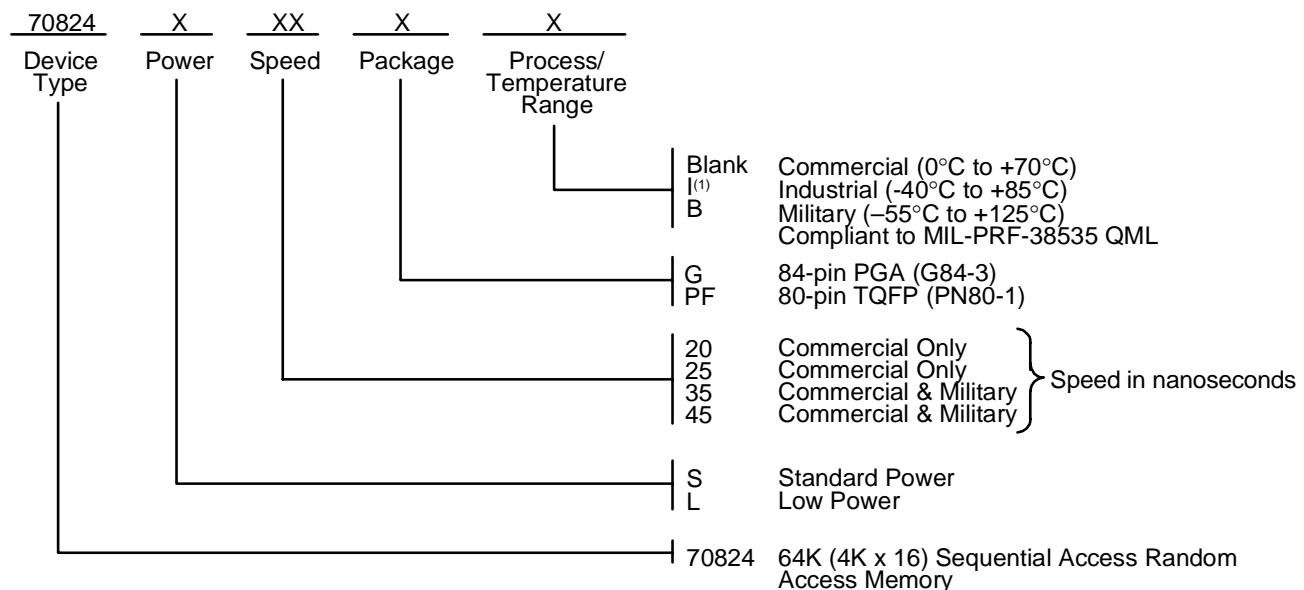 70824 X XX X X
Device Type
Power
Speed
Package
Process/
Temperature
Range
Blank Commercial (0°C to +70°C)
I(1) Industrial (-40°C to +85°C)
B Military (–55°C to +125°C)
Compliant to MIL-PRF-38535 QML
G 84-pin PGA (G84-3)
PF 80-pin TQFP (PN80-1)
20 Commercial Only
25 Commercial Only
35 Commercial & Military
45 Commercial & Military
Speed in nanoseconds
S Standard Power
L Low Power
70824 64K (4K x 16) Sequential Access Random
Access Memory